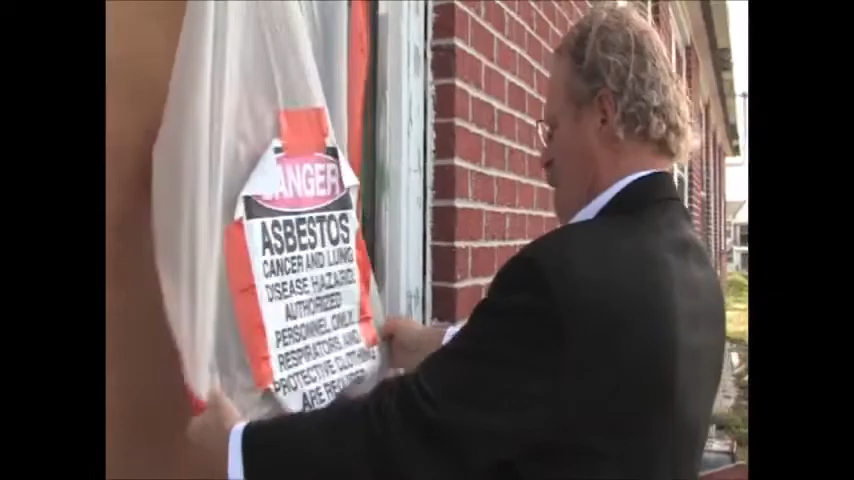 DANGER
ASBESTOS
CANCER AND LUNG
DISEASE HAZARD
AUTHORIZED
PERSONNEL ONLY
RESPIRATORS AND
PROTECTIVE CLOTHING
ARE REQUIRED